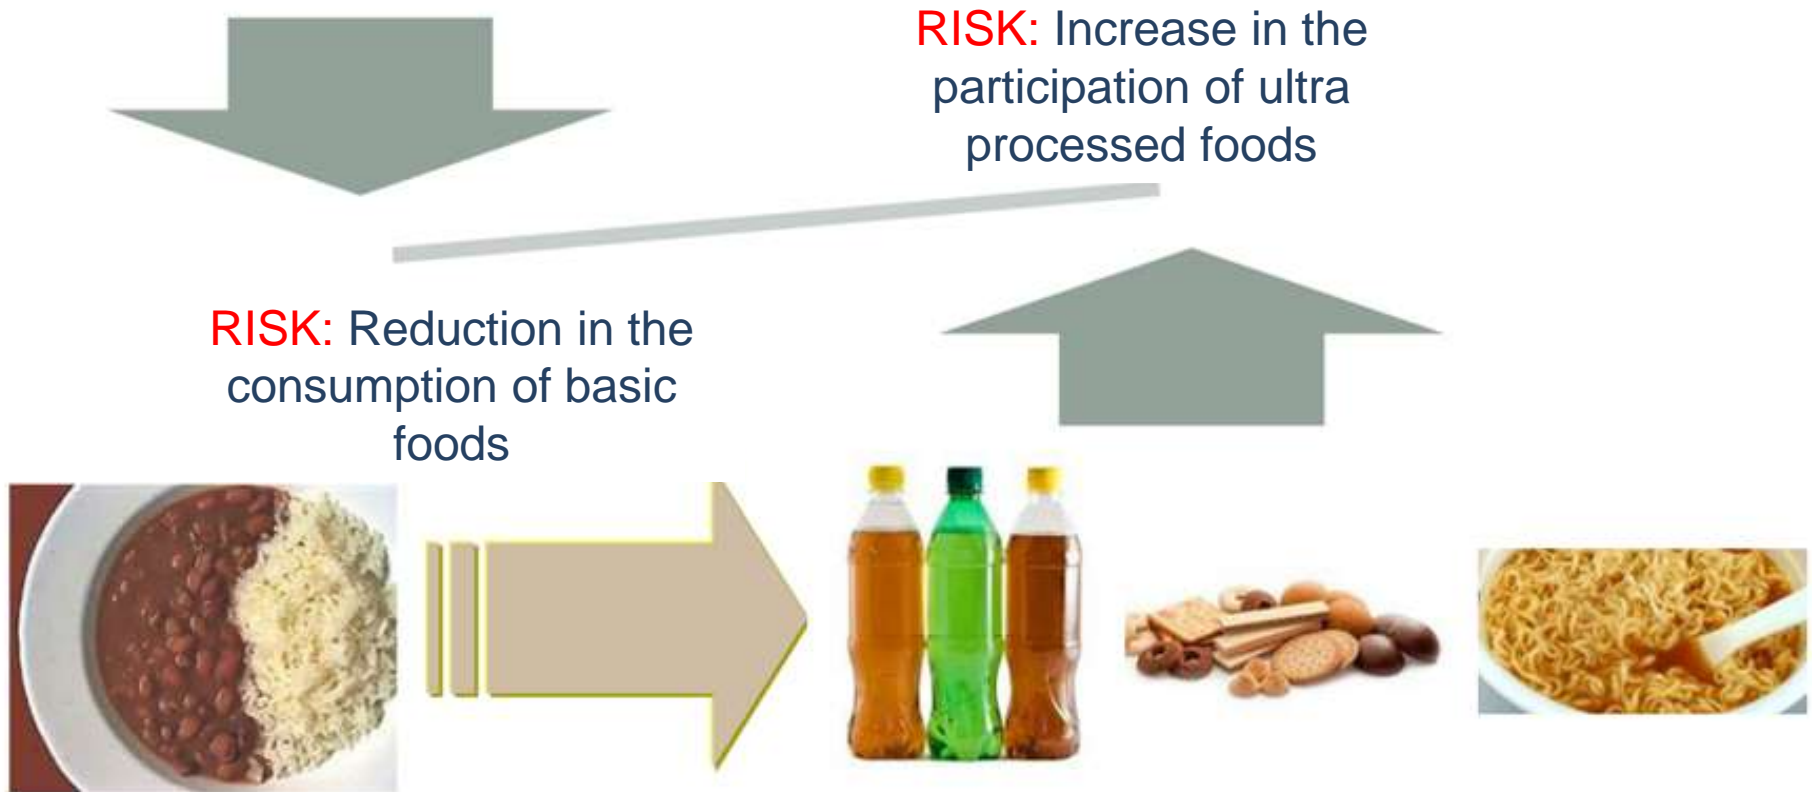 RISK: Increase in the
participation of ultra
processed foods
RISK: Reduction in the
consumption of basic
foods